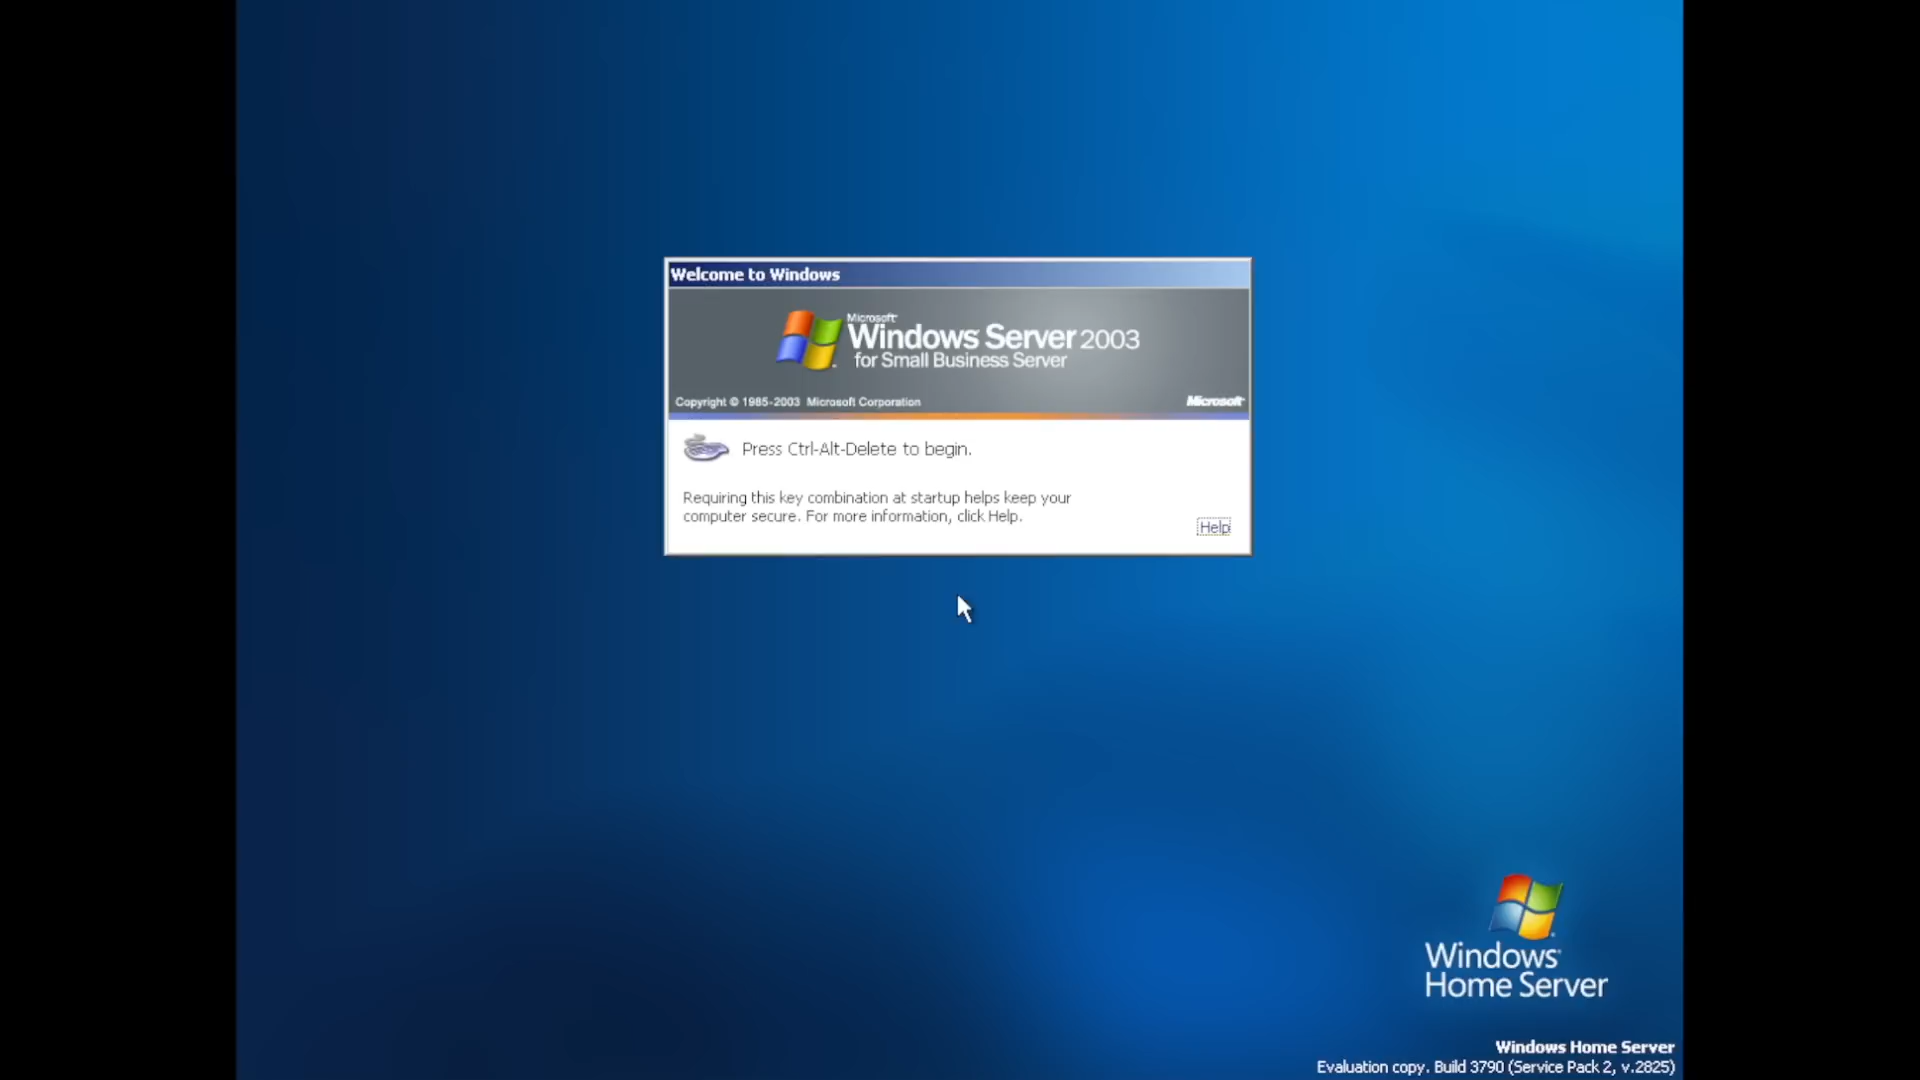 Welcome to Windows
Microsoft®
Windows Server 2003
for Small Business Server
Copyright © 1985-2003 Microsoft Corporation
Microsoft®
Press Ctrl-Alt-Delete to begin.
Requiring this key combination at startup helps keep your
computer secure. For more information, click Help.
Help
Windows®
Home Server
Windows Home Server
Evaluation copy. Build 3790 (Service Pack 2, v.2825)